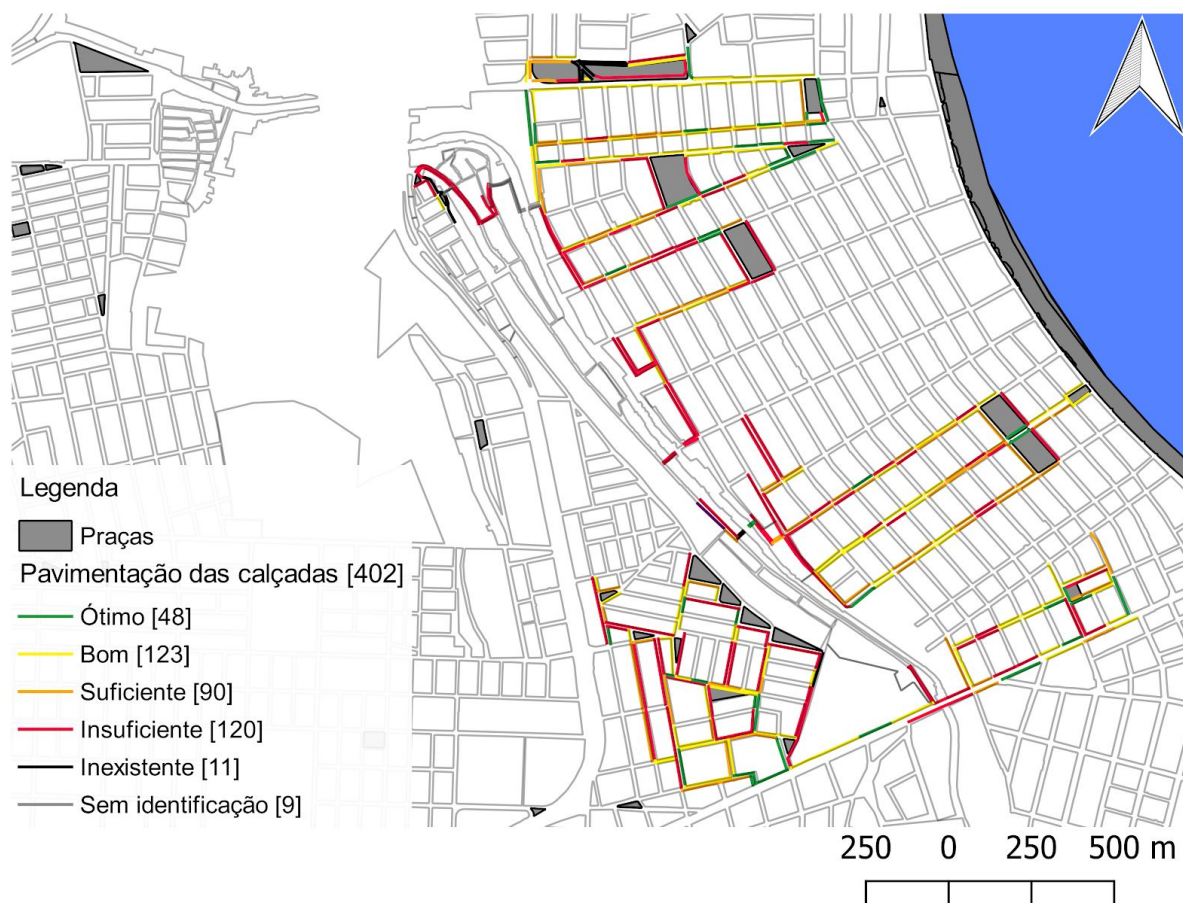 Legenda
Praças
Pavimentação das calçadas [402]
Ótimo [48]
Bom [123]
Suficiente [90]
Insuficiente [120]
Inexistente [11]
Sem identificação [9]
250 0 250 500 m